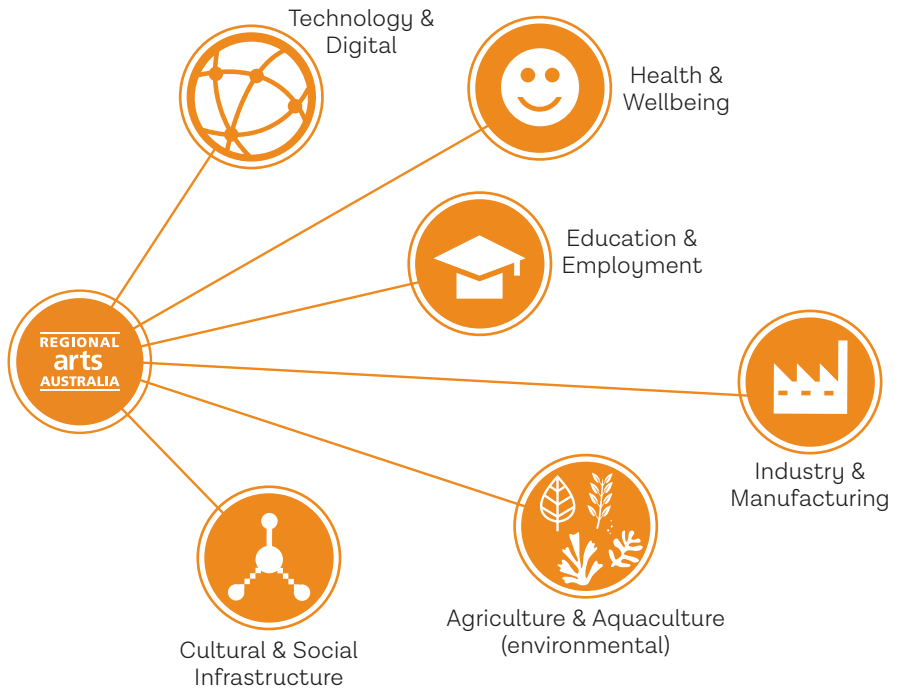 Technology &
Digital
Health &
Wellbeing
Education &
Employment
REGIONAL
arts
AUSTRALIA
Industry &
Manufacturing
Agriculture & Aquaculture
(environmental)
Cultural & Social
Infrastructure